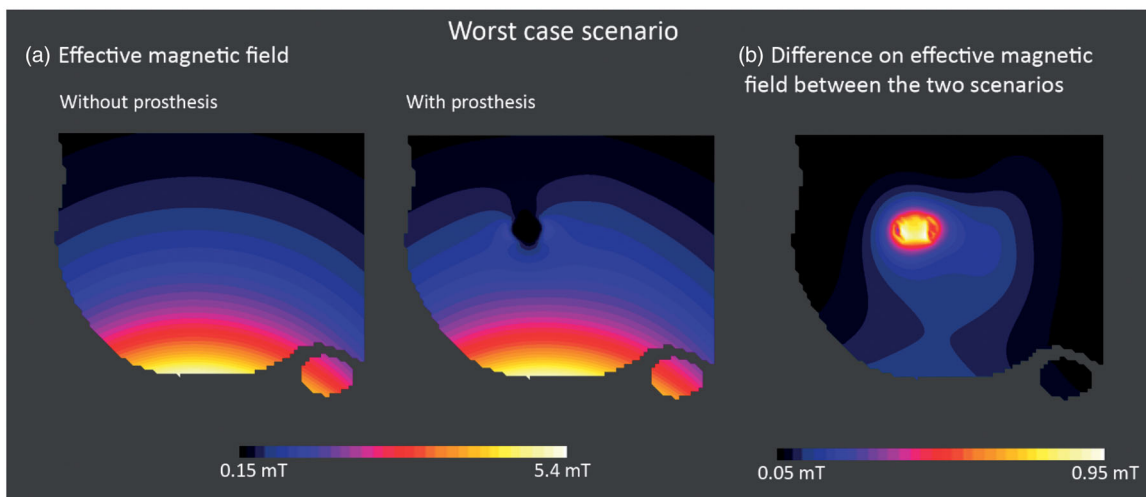 Worst case scenario
(a) Effective magnetic field
Without prosthesis
With prosthesis
0.15 mT
5.4 mT
(b) Difference on effective magnetic
field between the two scenarios
0.05 mT
0.95 mT